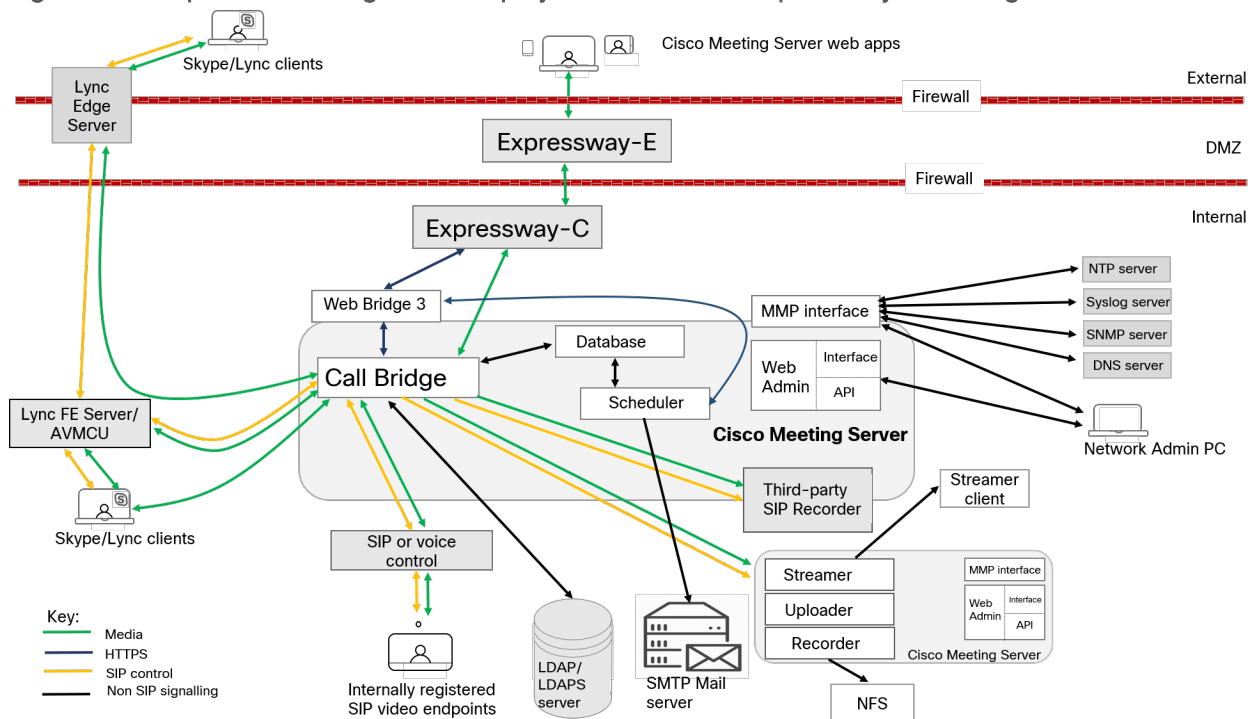 Skype/Lync clients
Cisco Meeting Server web apps
External
Lync
Edge
Server
Firewall
Expressway-E
DMZ
Firewall
Expressway-C
Internal
NTP server
Web Bridge 3
MMP interface
Syslog server
SNMP server
DNS server
Database
Web
Admin
Interface
API
Call Bridge
Scheduler
Lync FE Server/
AVMCU
Cisco Meeting Server
Network Admin PC
Third-party
SIP Recorder
Streamer
client
Skype/Lync clients
SIP or voice
control
Streamer
Uploader
Recorder
MMP interface
Web
Admin
Interface
API
Cisco Meeting Server
Key:
Media
HTTPS
SIP control
Non SIP signalling
Internally registered
SIP video endpoints
LDAP/
LDAPS
server
SMTP Mail
server
NFS